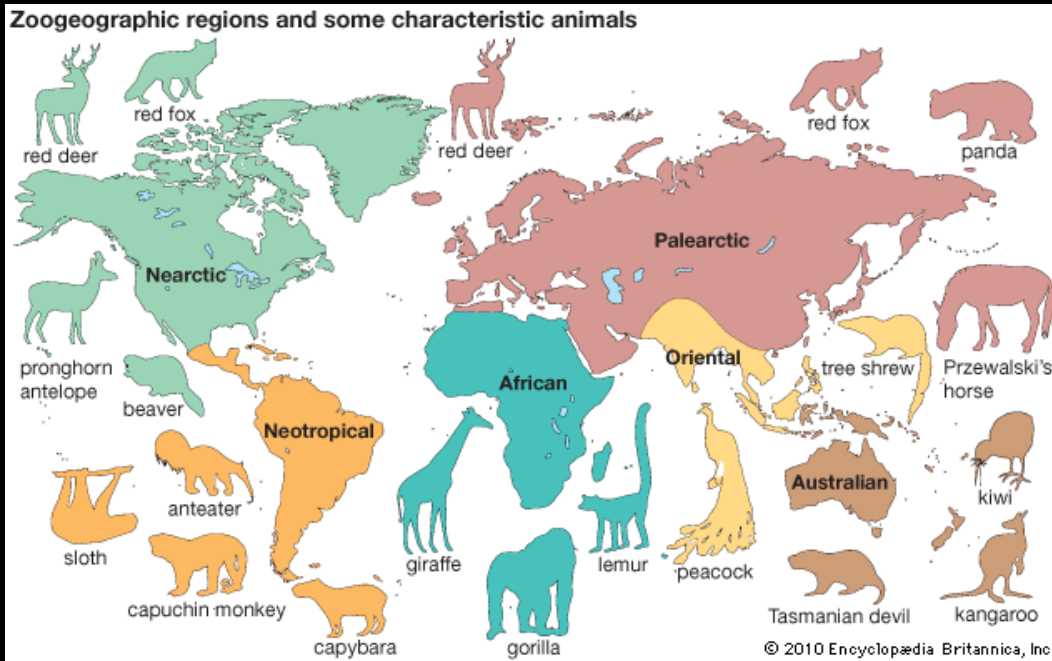 Zoogeographic regions and some characteristic animals
red deer
red fox
red deer
red fox
panda
Nearctic
Palearctic
pronghorn
antelope
beaver
African
Oriental
tree shrew
Przewalski's
horse
Neotropical
Australian
sloth
anteater
capuchin monkey
capybara
giraffe
gorilla
lemur
peacock
kiwi
Tasmanian devil
kangaroo
© 2010 Encyclopædia Britannica, Inc